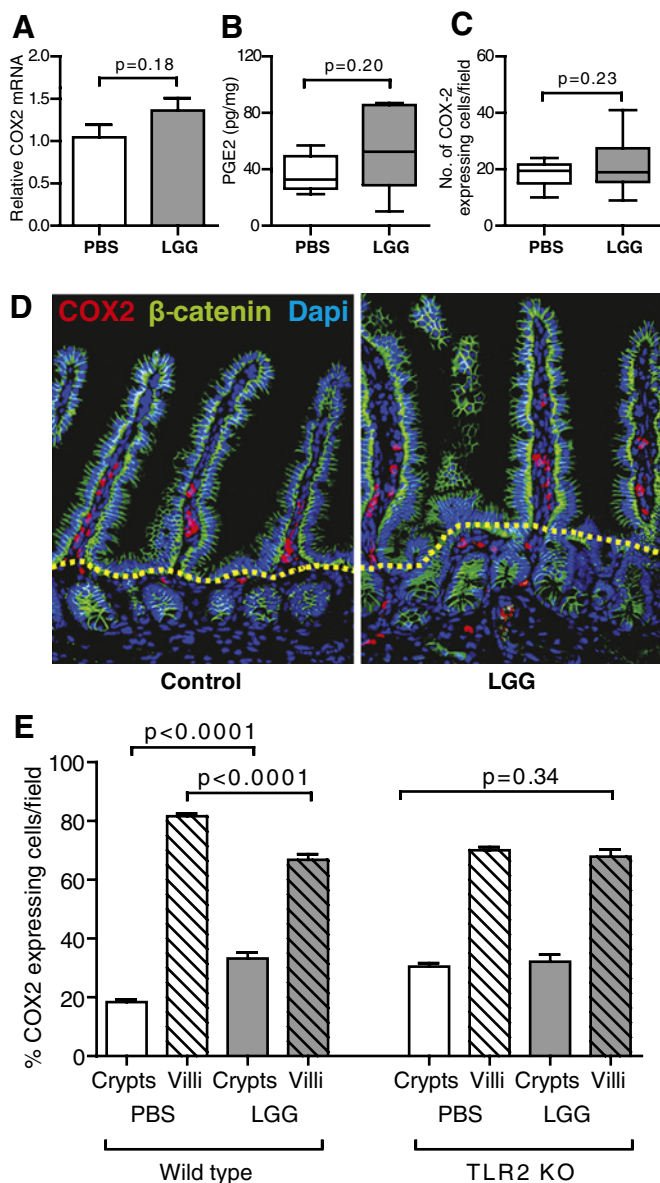 A
Relative COX2 mRNA
2.0
1.5
1.0
0.5
0.0
p=0.18
PBS LGG
B
PGE2 (pg/mg)
120
80
40
0
p=0.20
PBS LGG
C
No. of COX-2
expressing cells/field
60
40
20
0
p=0.23
PBS LGG
D
COX2 β-catenin Dapi
Control LGG
E
% COX2 expressing cells/field
100
80
60
40
20
0
p<0.0001
p<0.0001
p=0.34
Crypts Villi Crypts Villi Crypts Villi Crypts Villi
PBS LGG PBS LGG
Wild type TLR2 KO